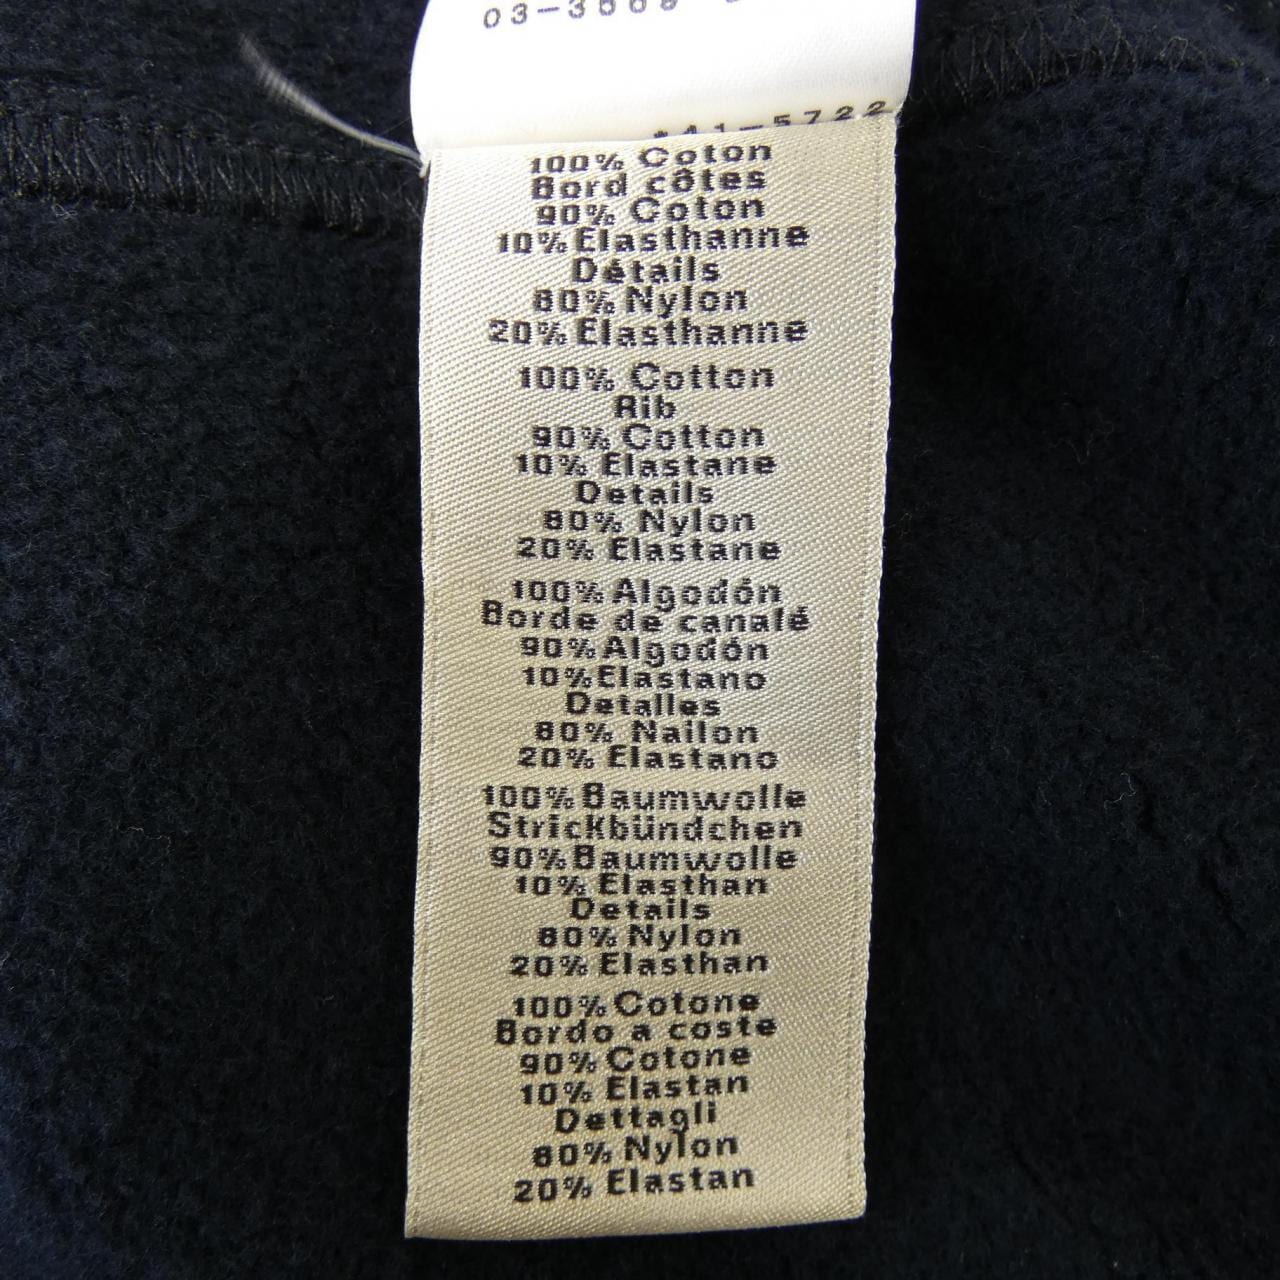 100% Coton
Bord côtes
90% Coton
10% Elasthanne
Détails
80% Nylon
20% Elasthanne
100% Cotton
Rib
90% Cotton
10% Elastane
Details
80% Nylon
20% Elastane
100% Algodón
Borde de canalé
90% Algodón
10% Elastano
Detalles
80% Nailon
20% Elastano
100% Baumwolle
Strickbündchen
90% Baumwolle
10% Elasthan
Details
80% Nylon
20% Elasthan
100% Cotone
Bordo a coste
90% Cotone
10% Elastan
Dettagli
80% Nylon
20% Elastan